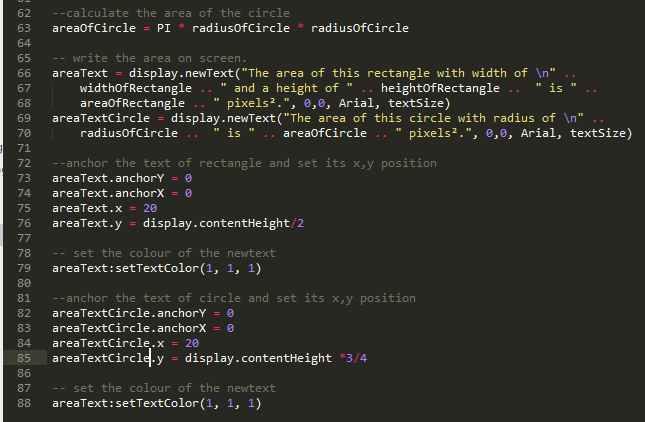 62 --calculate the area of the circle
63 areaOfCircle = PI * radiusOfCircle * radiusOfCircle
64
65 -- write the area on screen.
66 areaText = display.newText("The area of this rectangle with width of \n" ..
67 widthOfRectangle .. " and a height of " .. heightOfRectangle .. " is " ..
68 areaOfRectangle .. " pixels².", 0,0, Arial, textSize)
69 areaTextCircle = display.newText("The area of this circle with radius of \n" ..
70 radiusOfCircle .. " is " .. areaOfCircle .. " pixels².", 0,0, Arial, textSize)
71
72 --anchor the text of rectangle and set its x,y position
73 areaText.anchorY = 0
74 areaText.anchorX = 0
75 areaText.x = 20
76 areaText.y = display.contentHeight/2
77
78 -- set the colour of the newtext
79 areaText:setTextColor(1, 1, 1)
80
81 --anchor the text of circle and set its x,y position
82 areaTextCircle.anchorY = 0
83 areaTextCircle.anchorX = 0
84 areaTextCircle.x = 20
85 areaTextCircle.y = display.contentHeight *3/4
86
87 -- set the colour of the newtext
88 areaText:setTextColor(1, 1, 1)